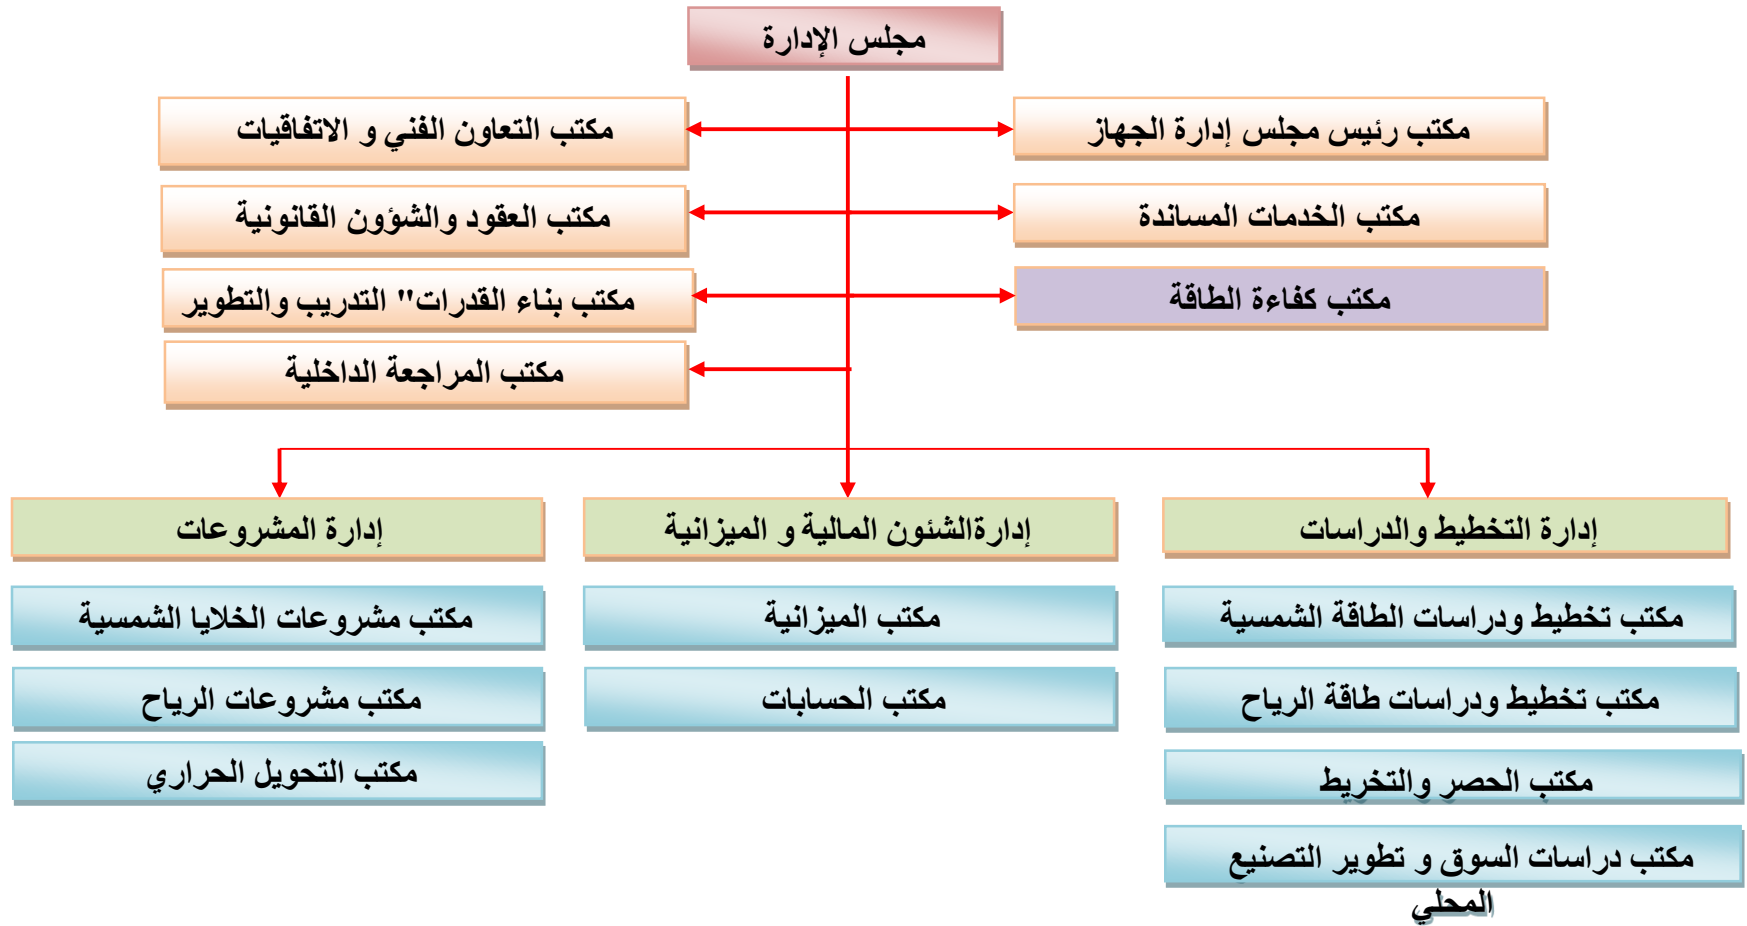 مجلس الإدارة
مكتب رئيس مجلس إدارة الجهاز
مكتب التعاون الفني و الاتفاقيات
مكتب الخدمات المساندة
مكتب العقود والشؤون القانونية
مكتب كفاءة الطاقة
مكتب بناء القدرات" التدريب والتطوير
مكتب المراجعة الداخلية
إدارة التخطيط والدراسات
إدارةالشئون المالية و الميزانية
إدارة المشروعات
مكتب تخطيط ودراسات الطاقة الشمسية
مكتب الميزانية
مكتب مشروعات الخلايا الشمسية
مكتب تخطيط ودراسات طاقة الرياح
مكتب الحسابات
مكتب مشروعات الرياح
مكتب الحصر والتخريط
مكتب التحويل الحراري
مكتب دراسات السوق و تطوير التصنيع
المحلي